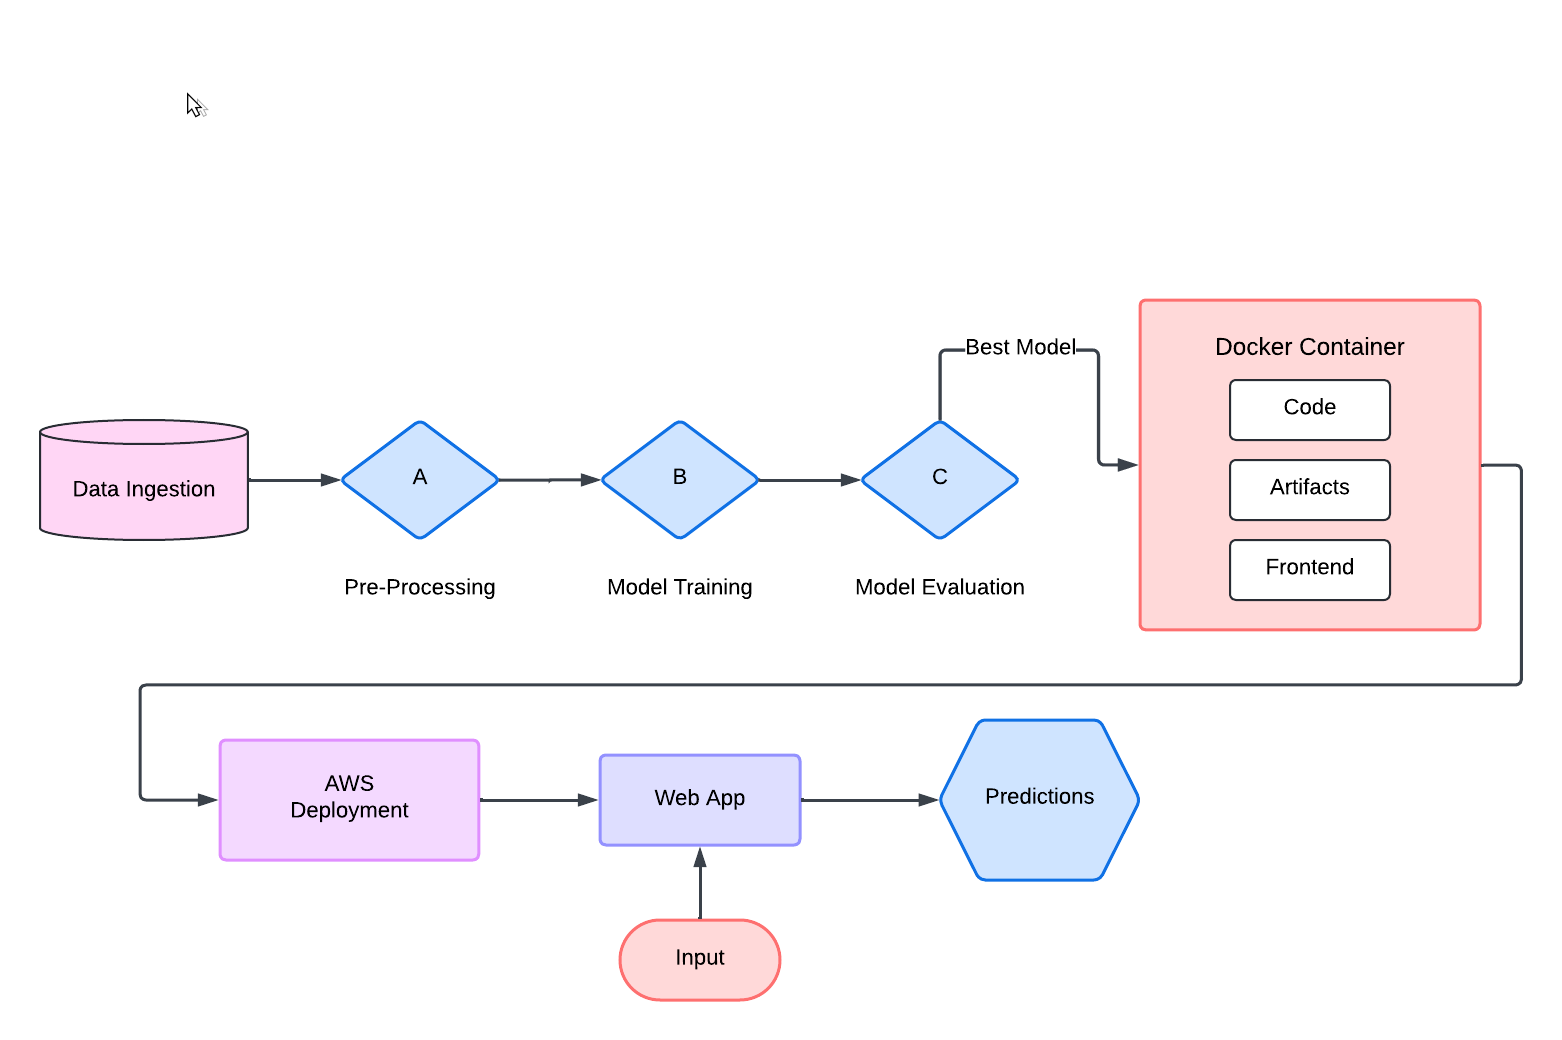 Best Model
Docker Container
Code
Data Ingestion
A
B
C
Artifacts
Frontend
Pre-Processing
Model Training
Model Evaluation
AWS
Deployment
Web App
Predictions
Input